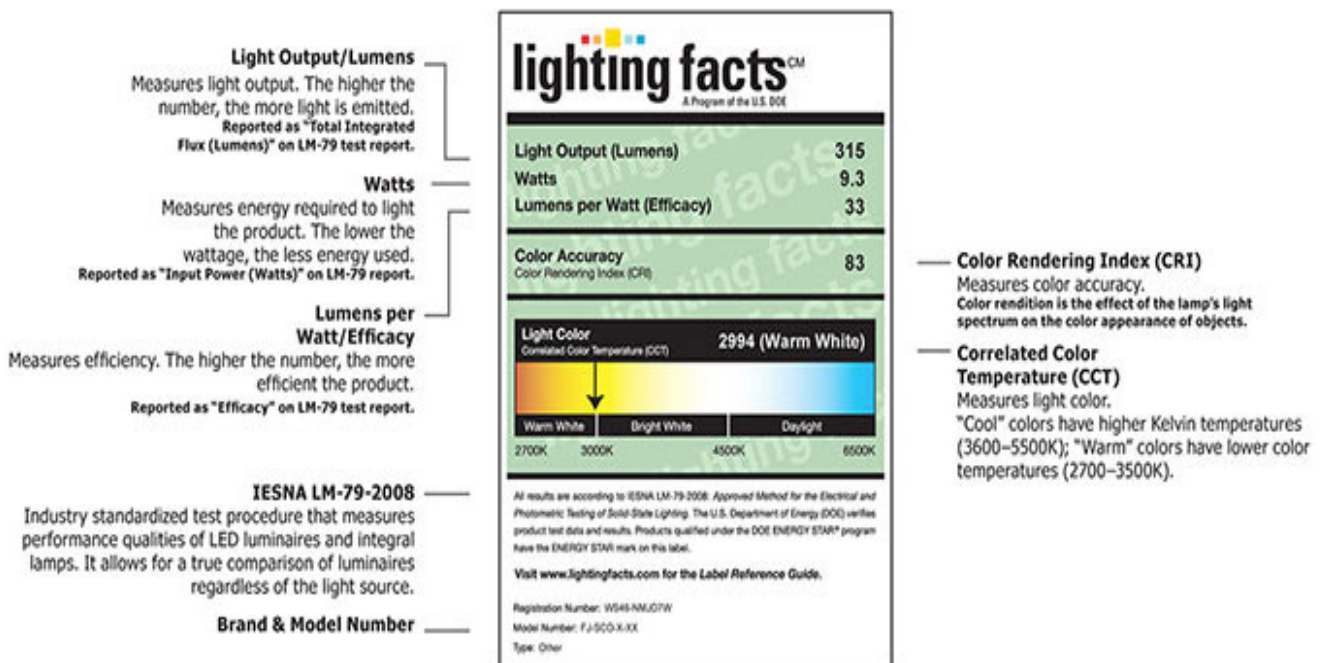 Light Output/Lumens
Measures light output. The higher the
number, the more light is emitted.
Reported as "Total Integrated
Flux (Lumens)" on LM-79 test report.
Watts
Measures energy required to light
the product. The lower the
wattage, the less energy used.
Reported as "Input Power (Watts)" on LM-79 report.
Lumens per
Watt/Efficacy
Measures efficiency. The higher the number, the more
efficient the product.
Reported as "Efficacy" on LM-79 test report.
IESNA LM-79-2008
Industry standardized test procedure that measures
performance qualities of LED luminaires and integral
lamps. It allows for a true comparison of luminaires
regardless of the light source.
Brand & Model Number
lighting facts CM
A Program of the U.S. DOE
Light Output (Lumens) 315
Watts 9.3
Lumens per Watt (Efficacy) 33
Color Accuracy 83
Color Rendering Index (CRI)
Light Color
Correlated Color Temperature (CCT) 2994 (Warm White)
Warm White Bright White Daylight
2700K 3000K 4500K 6500K
All results are according to IESNA LM-79-2008: Approved Method for the Electrical and
Photometric Testing of Solid-State Lighting. The U.S. Department of Energy (DOE) verifies
product test data and results. Products qualified under the DOE ENERGY STAR® program
have the ENERGY STAR mark on this label.
Visit www.lightingfacts.com for the Label Reference Guide.
Registration Number:
Model Number: FJ-SCO-X-XX
Type: Other
Color Rendering Index (CRI)
Measures color accuracy.
Color rendition is the effect of the lamp's light
spectrum on the color appearance of objects.
Correlated Color
Temperature (CCT)
Measures light color.
"Cool" colors have higher Kelvin temperatures
(3600–5500K); "Warm" colors have lower color
temperatures (2700–3500K).